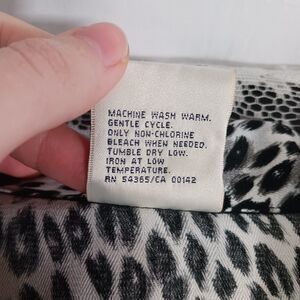 MACHINE WASH WARM.
GENTLE CYCLE.
ONLY NON-CHLORINE
BLEACH WHEN NEEDED.
TUMBLE DRY LOW.
IRON AT LOW
TEMPERATURE.
RN 54365/CA 00142